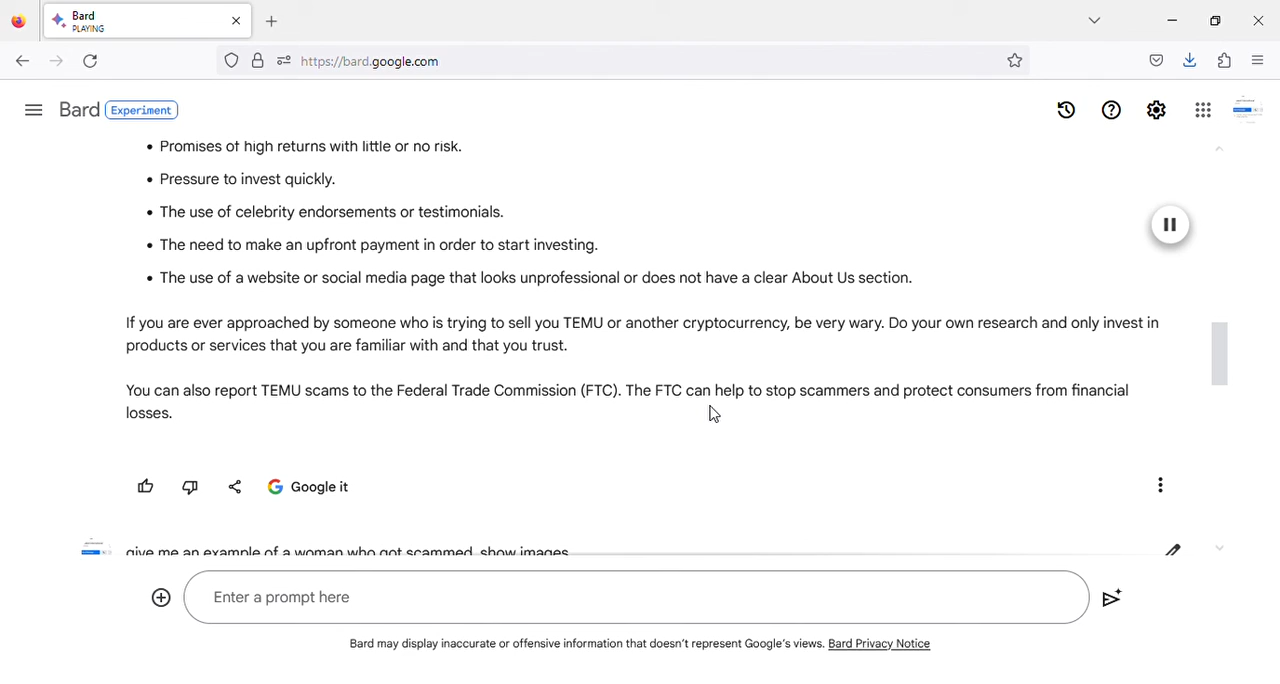 Bard
PLAYING
https://bard.google.com
Bard Experiment
• Promises of high returns with little or no risk.
• Pressure to invest quickly.
• The use of celebrity endorsements or testimonials.
• The need to make an upfront payment in order to start investing.
• The use of a website or social media page that looks unprofessional or does not have a clear About Us section.
If you are ever approached by someone who is trying to sell you TEMU or another cryptocurrency, be very wary. Do your own research and only invest in
products or services that you are familiar with and that you trust.
You can also report TEMU scams to the Federal Trade Commission (FTC). The FTC can help to stop scammers and protect consumers from financial
losses.
Google it
give me an example of a woman who got scammed, show images
Enter a prompt here
Bard may display inaccurate or offensive information that doesn't represent Google's views. Bard Privacy Notice